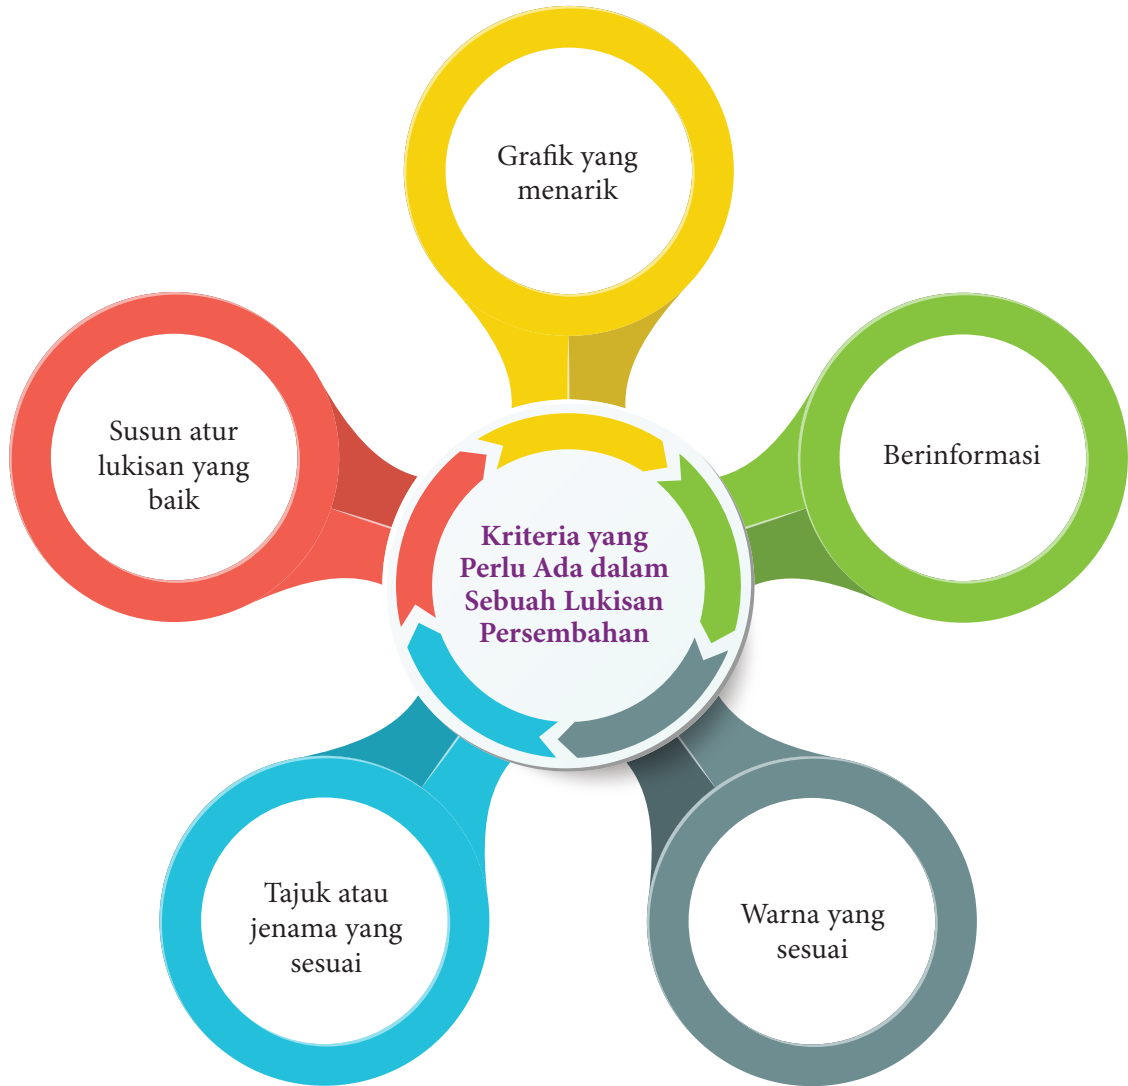 Grafik yang
menarik
Susun atur
lukisan yang
baik
Berinformasi
Kriteria yang
Perlu Ada dalam
Sebuah Lukisan
Persembahan
Tajuk atau
jenama yang
sesuai
Warna yang
sesuai